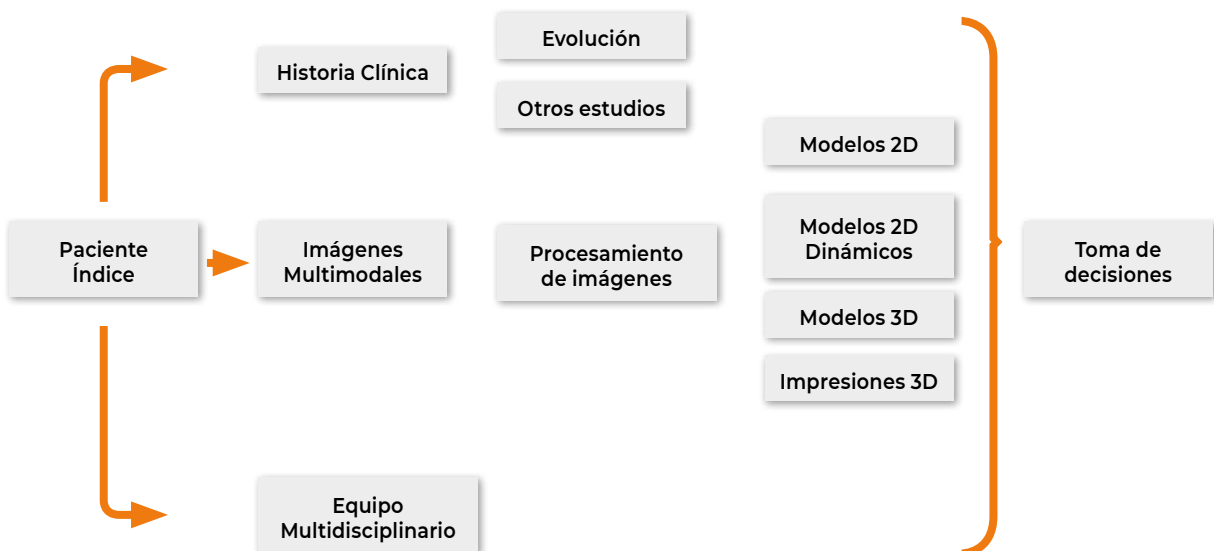 Evolución
Historia Clínica
Otros estudios
Modelos 2D
Paciente
Índice
Imágenes
Multimodales
Procesamiento
de imágenes
Modelos 2D
Dinámicos
Modelos 3D
Impresiones 3D
Toma de
decisiones
Equipo
Multidisciplinario